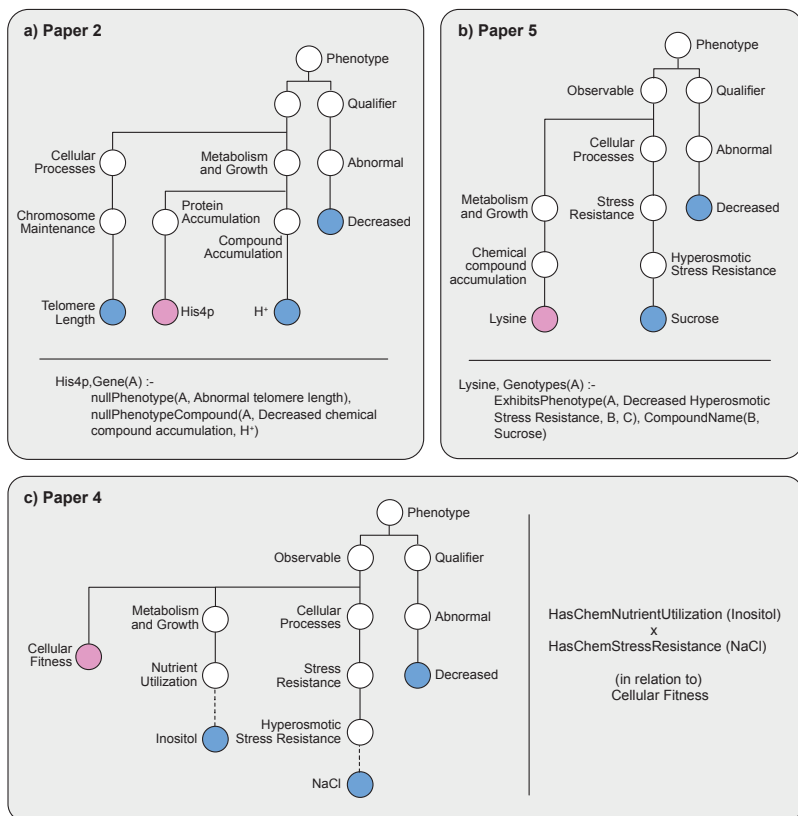 a) Paper 2
Phenotype
Qualifier
Cellular
Processes
Metabolism
and Growth
Abnormal
Chromosome
Maintenance
Protein
Accumulation
Compound
Accumulation
Decreased
Telomere
Length
His4p
H⁺
His4p,Gene(A) :-
nullPhenotype(A, Abnormal telomere length),
nullPhenotypeCompound(A, Decreased chemical
compound accumulation, H⁺)
b) Paper 5
Phenotype
Observable
Qualifier
Cellular
Processes
Abnormal
Metabolism
and Growth
Stress
Resistance
Decreased
Chemical
compound
accumulation
Hyperosmotic
Stress Resistance
Lysine
Sucrose
Lysine, Genotypes(A) :-
ExhibitsPhenotype(A, Decreased Hyperosmotic
Stress Resistance, B, C), CompoundName(B,
Sucrose)
c) Paper 4
Phenotype
Observable
Qualifier
Metabolism
and Growth
Cellular
Processes
Abnormal
Cellular
Fitness
Nutrient
Utilization
Stress
Resistance
Decreased
Inositol
Hyperosmotic
Stress Resistance
NaCl
HasChemNutrientUtilization (Inositol)
x
HasChemStressResistance (NaCl)
(in relation to)
Cellular Fitness